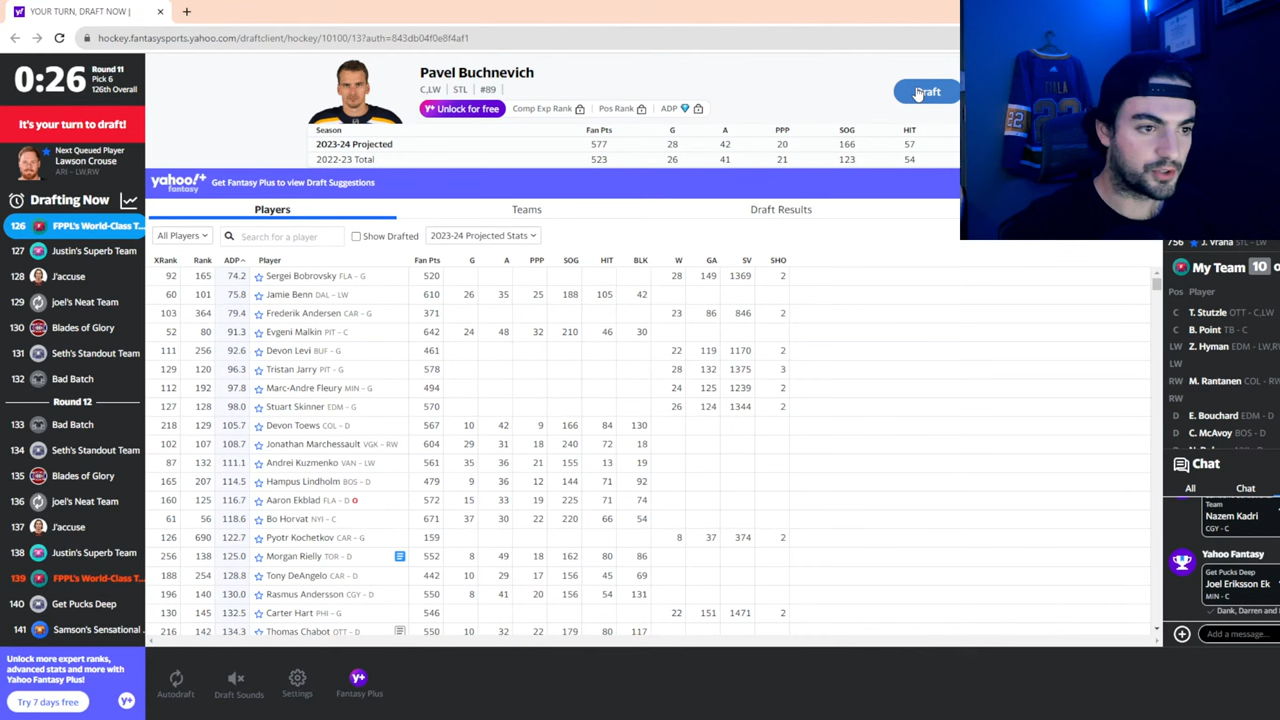 YOUR TURN, DRAFT NOW |
hockey.fantasysports.yahoo.com/draftclient/hockey/10100/13?auth=843db04f0e8f4af1
0:26
Round 11
Pick 6
126th Overall
It's your turn to draft!
Next Queued Player
Lawson Crouse
ARI - LW,RW
Drafting Now
126 FPPL's World-Class T...
127 Justin's Superb Team
128 J'accuse
129 joel's Neat Team
130 Blades of Glory
131 Seth's Standout Team
132 Bad Batch
Round 12
133 Bad Batch
134 Seth's Standout Team
135 Blades of Glory
136 joel's Neat Team
137 J'accuse
138 Justin's Superb Team
139 FPPL's World-Class T...
140 Get Pucks Deep
141 Samson's Sensational
Unlock more expert ranks,
advanced stats and more with
Yahoo Fantasy Plus!
Try 7 days free
Y+
Pavel Buchnevich
C,LW STL #89
Y+ Unlock for free Comp Exp Rank Pos Rank ADP
Draft
Season Fan Pts G A PPP SOG HIT
2023-24 Projected 577 28 42 20 166 57
2022-23 Total 523 26 41 21 123 54
yahoo!+
fantasy
Get Fantasy Plus to view Draft Suggestions
Players Teams Draft Results
All Players Search for a player Show Drafted 2023-24 Projected Stats
XRank Rank ADP Player Fan Pts G A PPP SOG HIT BLK W GA SV SHO
92 165 74.2 Sergei Bobrovsky FLA - G 520 28 149 1369 2
60 101 75.8 Jamie Benn DAL - LW 610 26 35 25 188 105 42
103 364 79.4 Frederik Andersen CAR - G 371 23 86 846 2
52 80 91.3 Evgeni Malkin PIT - C 642 24 48 32 210 46 30
111 256 92.6 Devon Levi BUF - G 461 22 119 1170 2
129 120 96.3 Tristan Jarry PIT - G 578 28 132 1375 3
112 192 97.8 Marc-Andre Fleury MIN - G 494 24 125 1239 2
127 128 98.0 Stuart Skinner EDM - G 570 26 124 1344 2
218 129 105.7 Devon Toews COL - D 567 10 42 9 166 84 130
102 107 108.7 Jonathan Marchessault VGK - RW 604 29 31 18 240 72 18
87 132 111.1 Andrei Kuzmenko VAN - LW 561 35 36 21 155 13 19
165 207 114.5 Hampus Lindholm BOS - D 479 9 36 12 144 71 92
160 125 116.7 Aaron Ekblad FLA - D O 572 15 33 19 225 71 74
61 56 118.6 Bo Horvat NYI - C 671 37 30 22 220 66 54
126 690 122.7 Pyotr Kochetkov CAR - G 159 8 37 374 2
256 138 125.0 Morgan Rielly TOR - D 552 8 49 18 162 80 86
188 254 128.8 Tony DeAngelo CAR - D 442 10 29 17 156 45 69
196 140 130.0 Rasmus Andersson CGY - D 550 8 41 20 156 54 131
130 145 132.5 Carter Hart PHI - G 546 22 151 1471 2
216 142 134.3 Thomas Chabot OTT - D 550 10 32 22 179 80 117
Autodraft
Draft Sounds
Settings
Fantasy Plus
756 J. Vrana STL - LW
My Team 10
Pos Player
C T. Stutzle OTT - C,LW
C B. Point TB - C
LW Z. Hyman EDM - LW,RW
LW
RW M. Rantanen COL - RW
RW
D E. Bouchard EDM - D
D C. McAvoy BOS - D
Chat
All Chat
Team
Nazem Kadri
CGY - C
Yahoo Fantasy
Get Pucks Deep
Joel Eriksson Ek
MIN - C
Dank, Darren and
Add a message...